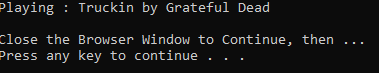 Playing : Truckin by Grateful Dead
Close the Browser Window to Continue, then ...
Press any key to continue . . .